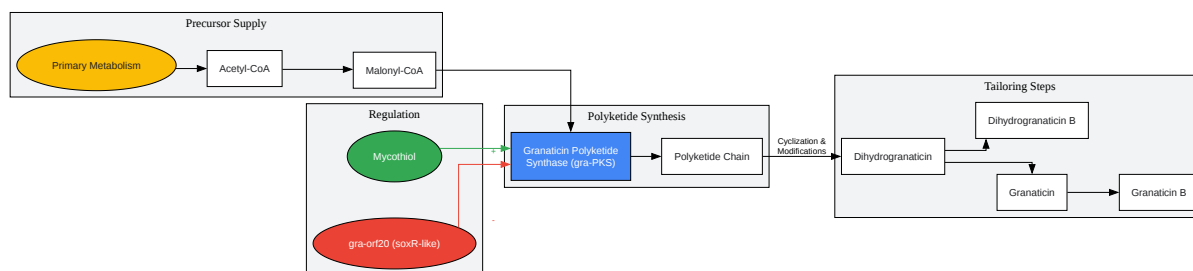 Precursor Supply
Primary Metabolism
Acetyl-CoA
Malonyl-CoA
Regulation
Mycothiol
gra-orf20 (soxR-like)
+
-
Polyketide Synthesis
Granaticin Polyketide
Synthase (gra-PKS)
Polyketide Chain
Cyclization &
Modifications
Tailoring Steps
Dihydrogranaticin
Dihydrogranaticin B
Granaticin
Granaticin B